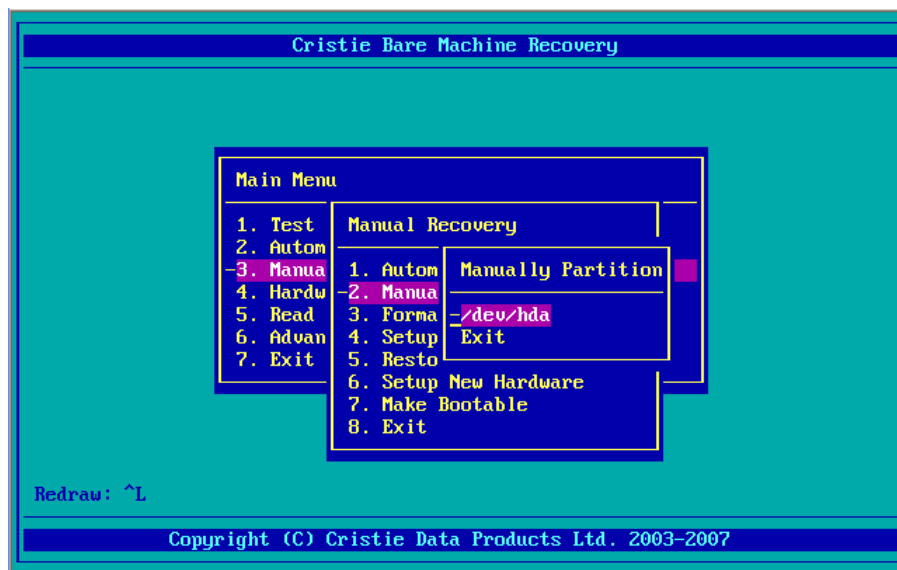 Cristie Bare Machine Recovery
Main Menu
1. Test
2. Autom
3. Manua
4. Hardw
5. Read
6. Advan
7. Exit
Manual Recovery
1. Autom
2. Manua
3. Forma
4. Setup
5. Resto
6. Setup New Hardware
7. Make Bootable
8. Exit
Manually Partition
/dev/hda
Exit
Redraw: ^L
Copyright (C) Cristie Data Products Ltd. 2003-2007